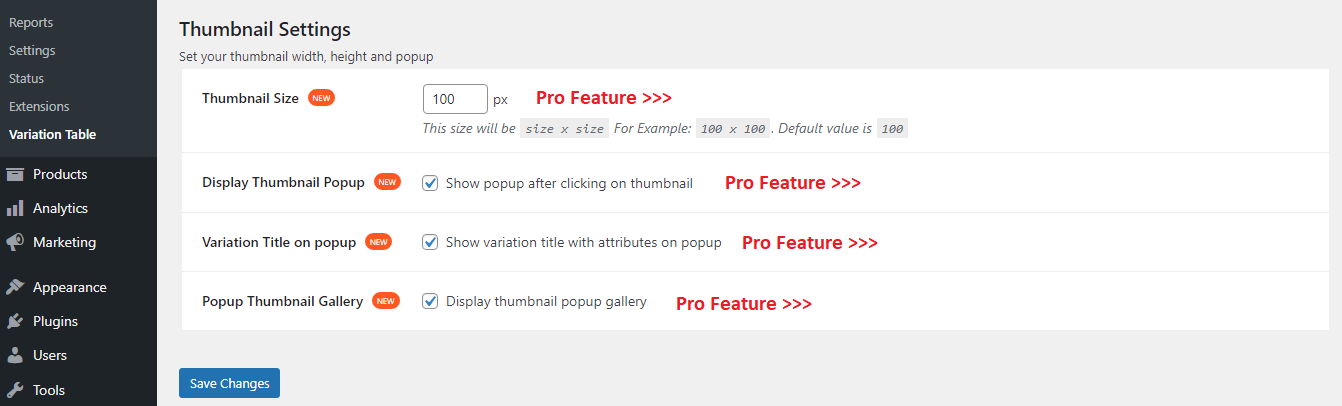 Reports
Settings
Status
Extensions
Variation Table
Products
Analytics
Marketing
Appearance
Plugins
Users
Tools
Thumbnail Settings
Set your thumbnail width, height and popup
Thumbnail Size NEW 100 px Pro Feature >>>
This size will be size x size For Example: 100 x 100 . Default value is 100
Display Thumbnail Popup NEW Show popup after clicking on thumbnail Pro Feature >>>
Variation Title on popup NEW Show variation title with attributes on popup Pro Feature >>>
Popup Thumbnail Gallery NEW Display thumbnail popup gallery Pro Feature >>>
Save Changes